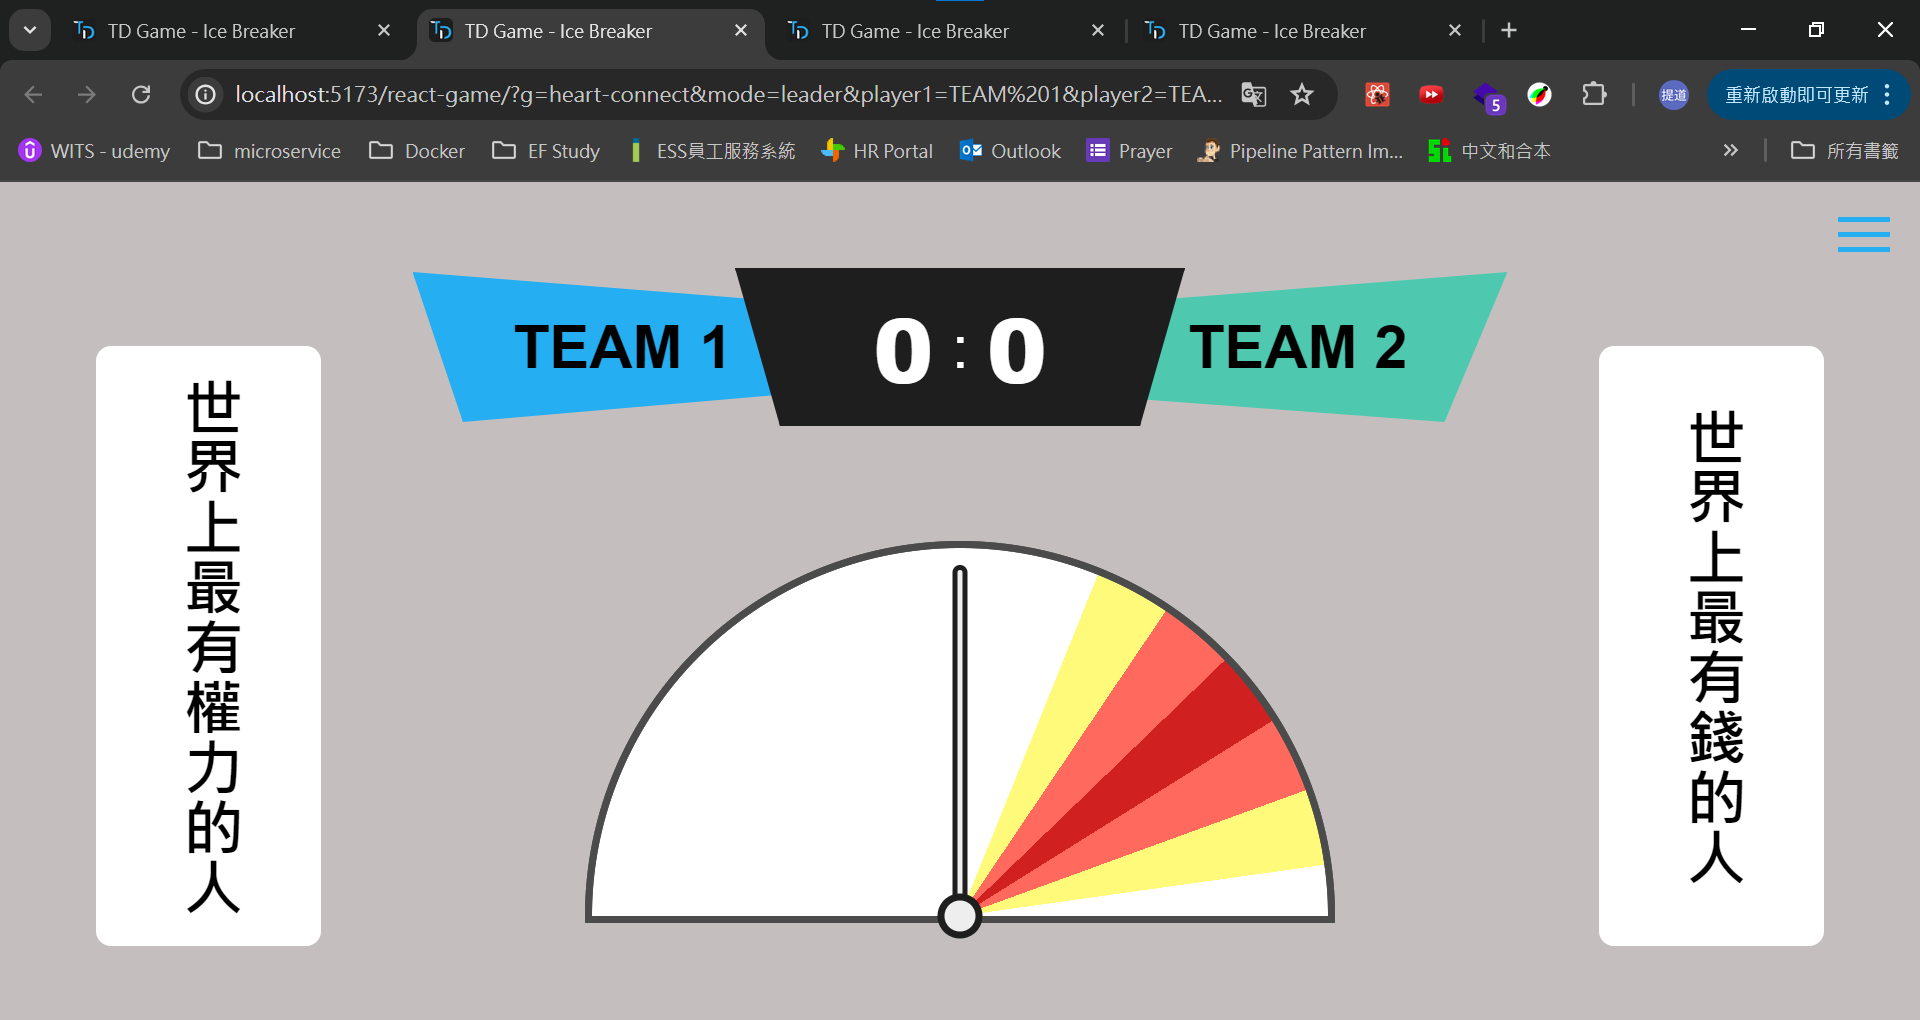 TD Game - Ice Breaker
TD Game - Ice Breaker
TD Game - Ice Breaker
TD Game - Ice Breaker
localhost:5173/react-game/?g=heart-connect&mode=leader&player1=TEAM%201&player2=TEA...
5
提道
重新啟動即可更新
WITS - udemy
microservice
Docker
EF Study
ESS員工服務系統
HR Portal
Outlook
Prayer
Pipeline Pattern Im...
中文和合本
所有書籤
TEAM 1
0 : 0
TEAM 2
世界上最有權力的人
世界上最有錢的人